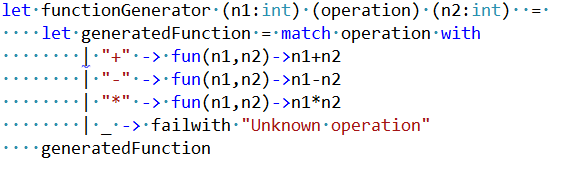 let functionGenerator (n1:int) (operation) (n2:int)  =
    let generatedFunction = match operation with
        | "+" -> fun(n1,n2)->n1+n2
        | "-" -> fun(n1,n2)->n1-n2
        | "*" -> fun(n1,n2)->n1*n2
        | _ -> failwith "Unknown operation"
    generatedFunction